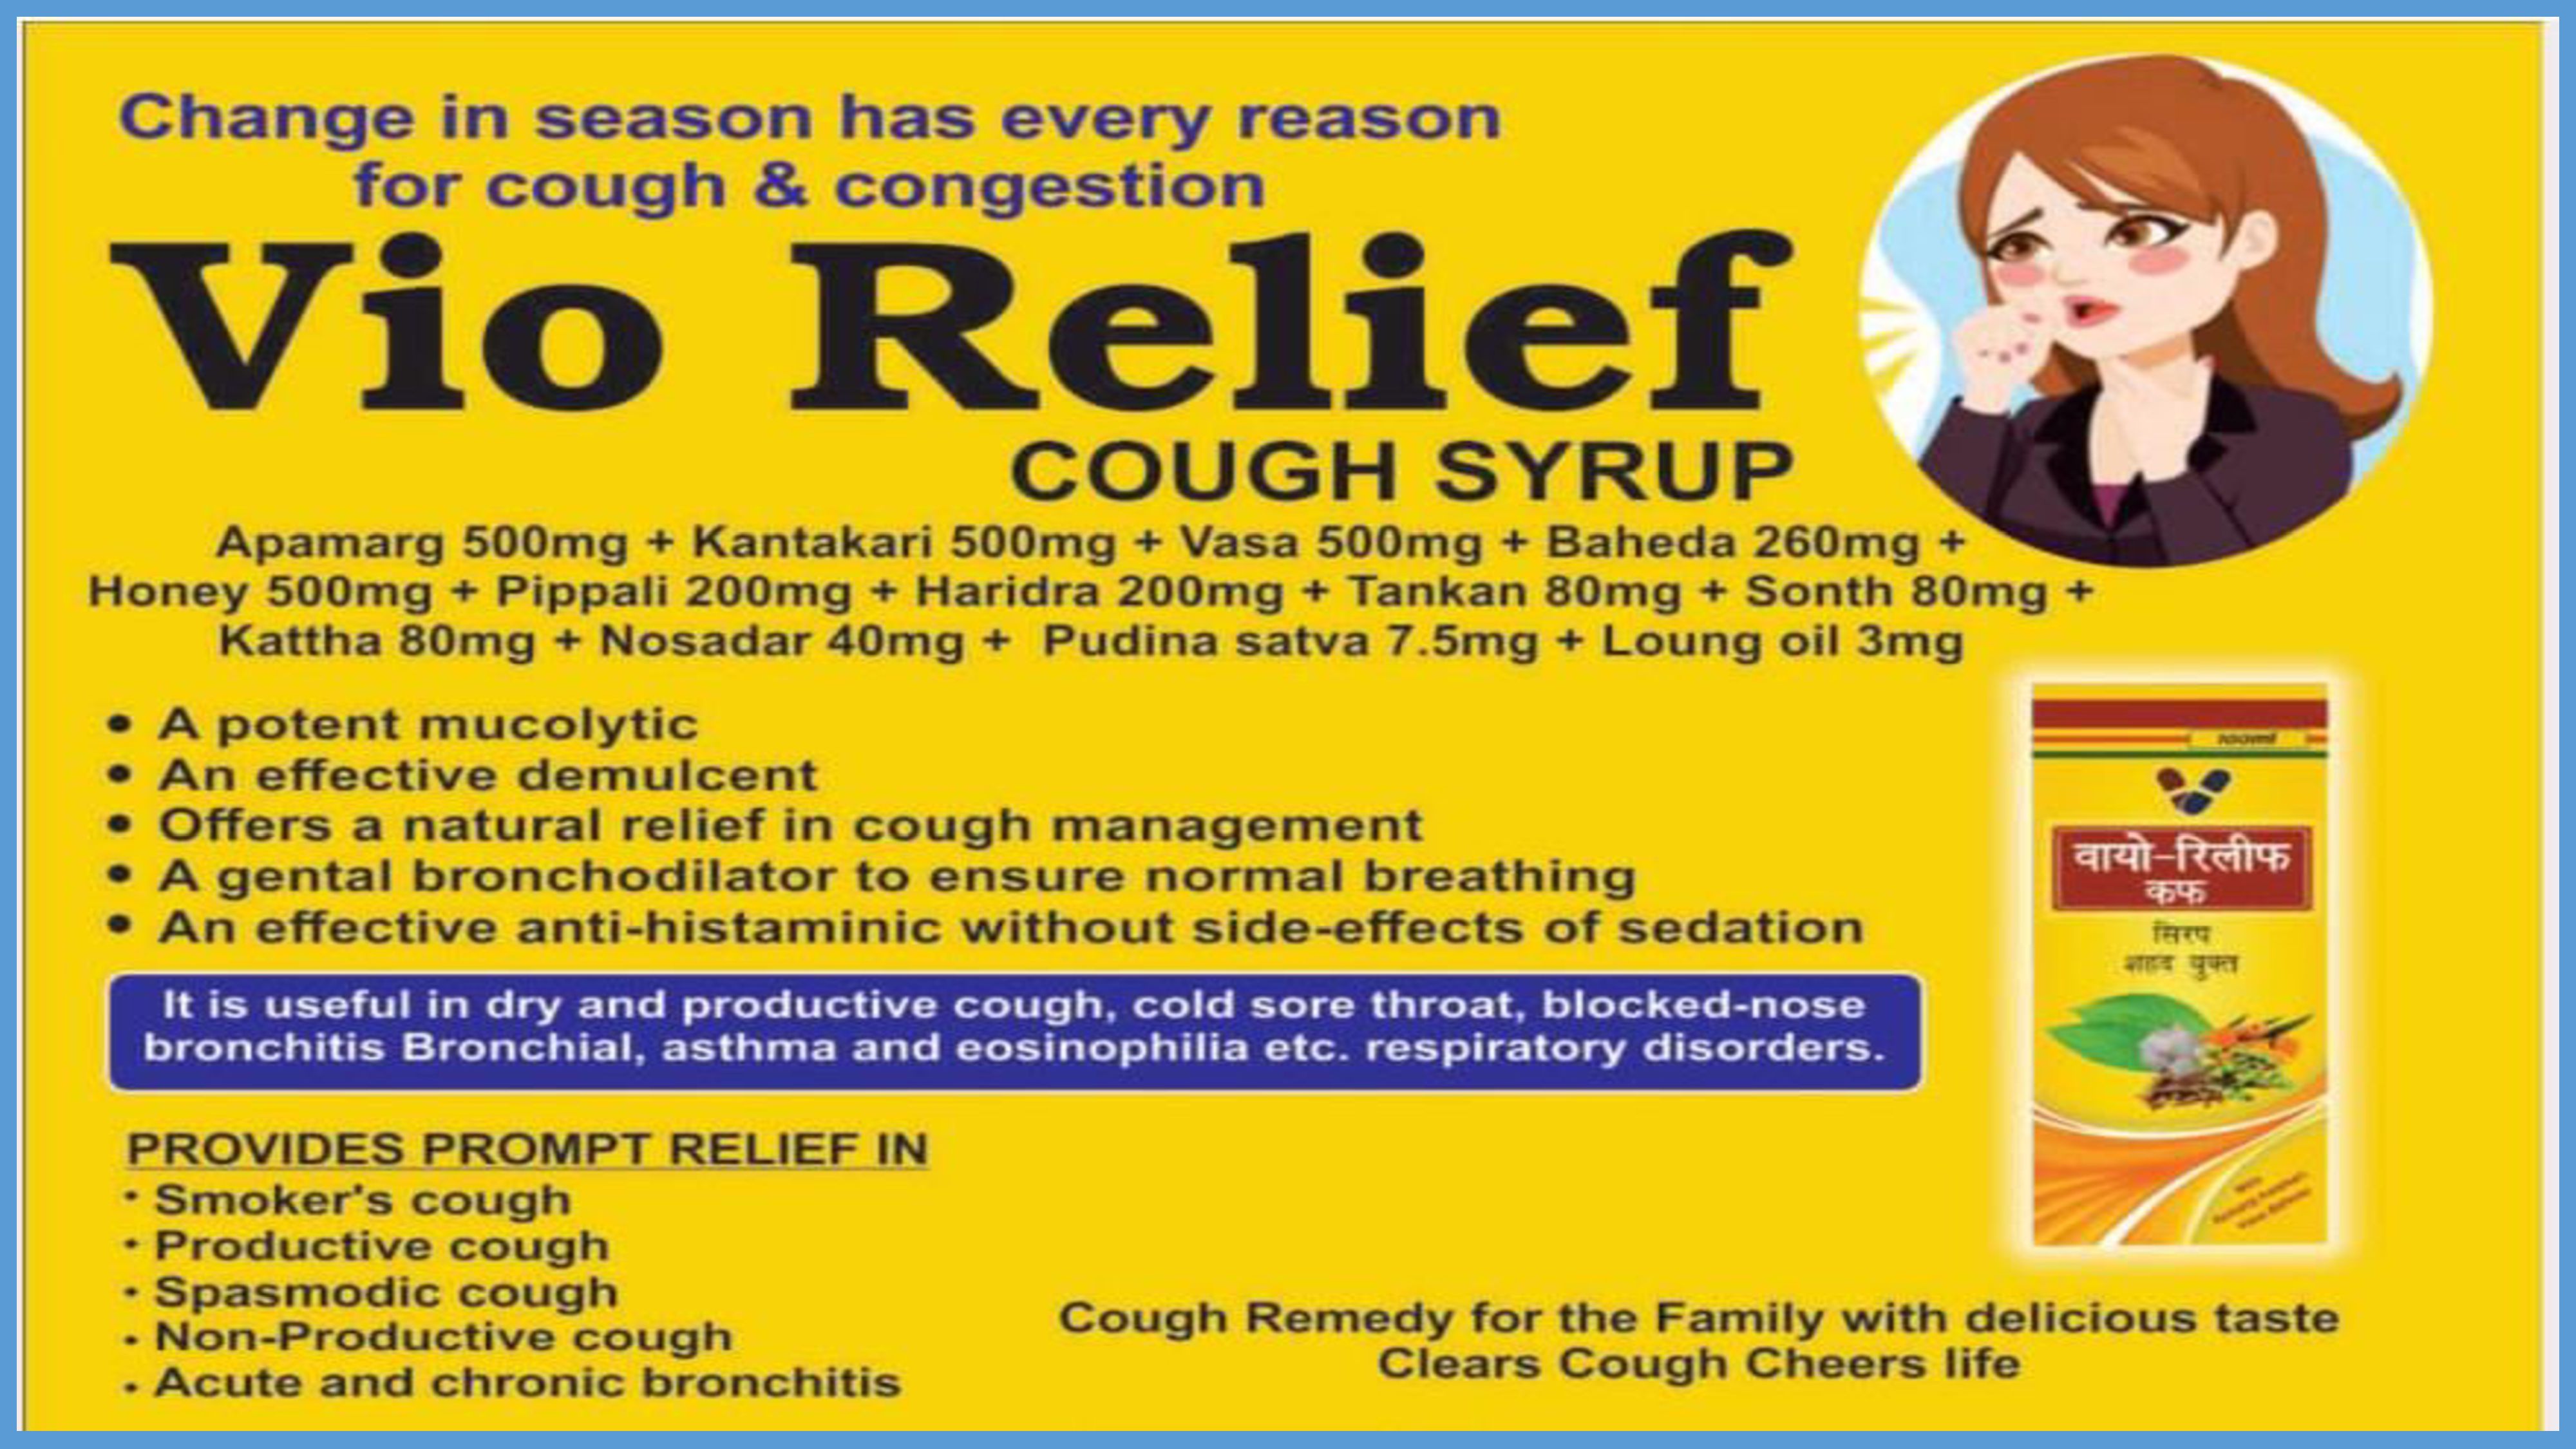 Change in season has every reason
for cough & congestion
Vio Relief
COUGH SYRUP
Apamarg 500mg + Kantakari 500mg + Vasa 500mg + Baheda 260mg +
Honey 500mg + Pippali 200mg + Haridra 200mg + Tankan 80mg + Sonth 80mg +
Kattha 80mg + Nosadar 40mg + Pudina satva 7.5mg + Loung oil 3mg
• A potent mucolytic
• An effective demulcent
• Offers a natural relief in cough management
• A gental bronchodilator to ensure normal breathing
• An effective anti-histaminic without side-effects of sedation
It is useful in dry and productive cough, cold sore throat, blocked-nose
bronchitis Bronchial, asthma and eosinophilia etc. respiratory disorders.
PROVIDES PROMPT RELIEF IN
• Smoker's cough
• Productive cough
• Spasmodic cough
• Non-Productive cough
• Acute and chronic bronchitis
100ml
वायो-रिलीफ
कफ
सिरप
शहद युक्त
Cough Remedy for the Family with delicious taste
Clears Cough Cheers life